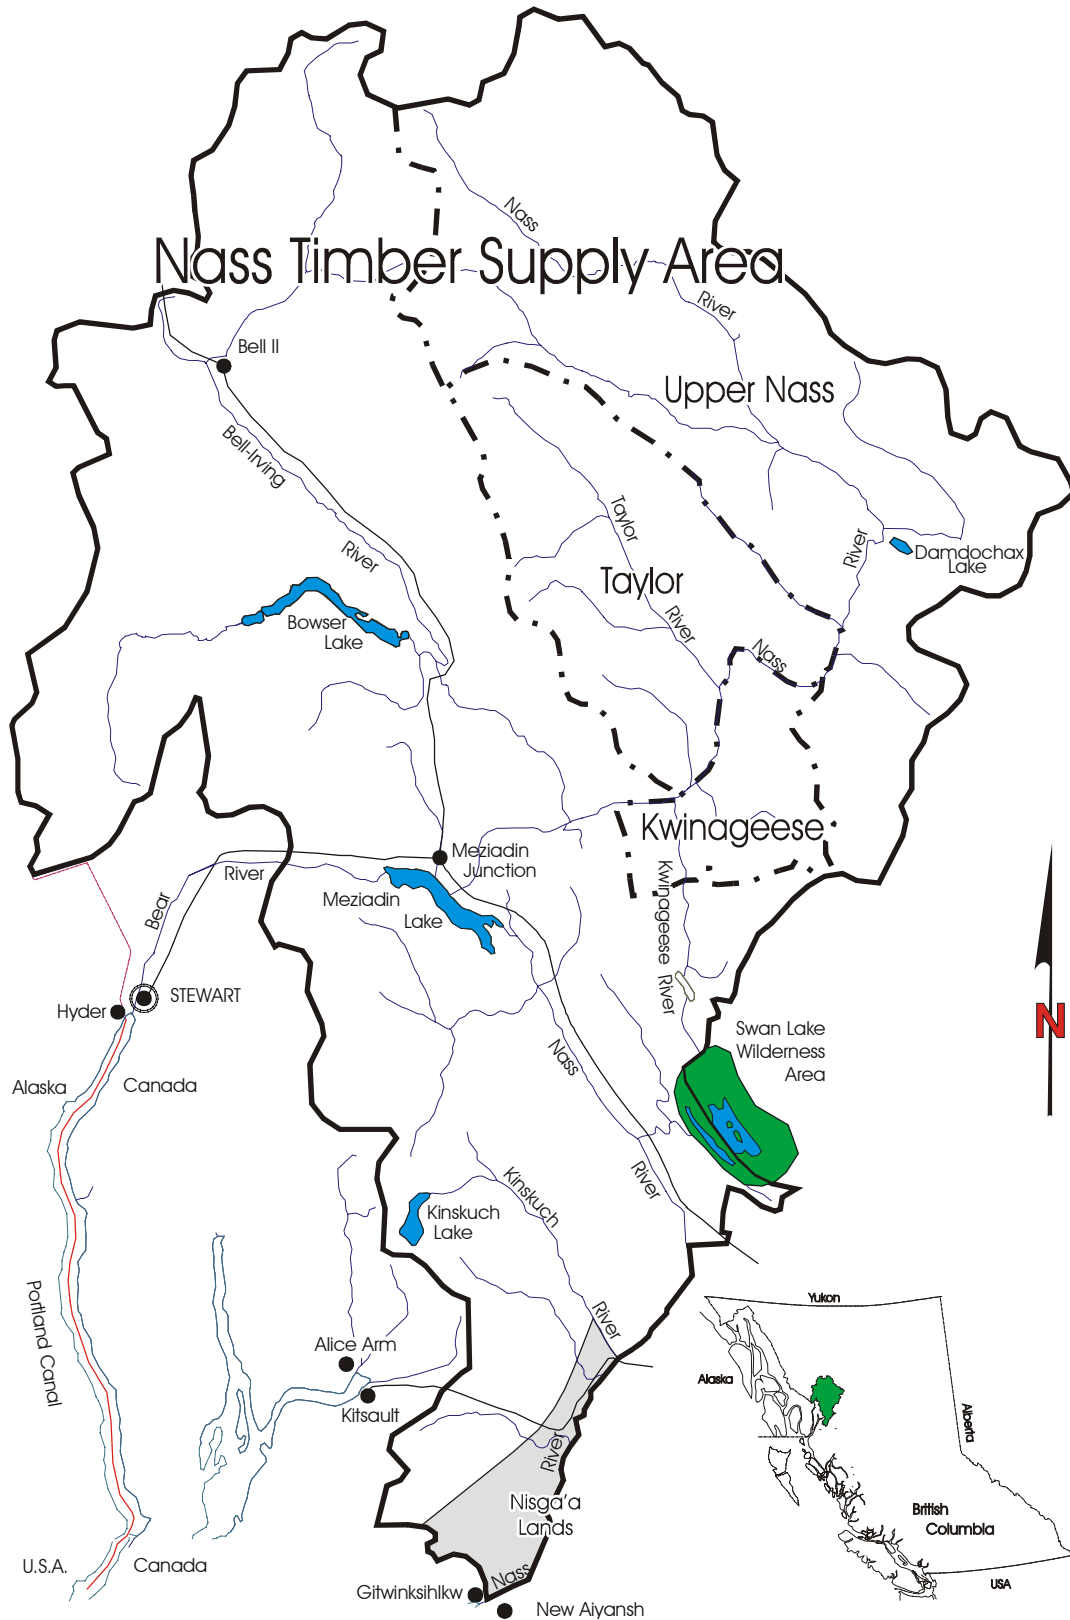 Nass
Nass Timber Supply Area
River
Bell II
Upper Nass
Bell-Irving
River
Taylor
River
Damdochax
Lake
Taylor
River
Nass
Bowser
Lake
Kwinageese
Meziadin
Junction
River
Bear
Meziadin
Lake
Kwinageese River
STEWART
Hyder
Swan Lake
Wilderness
Area
N
Nass
River
Alaska
Canada
Kinskuch
River
Kinskuch
Lake
Portland Canal
Alice Arm
Kitsault
River
Nisga'a
Lands
Nass
U.S.A.
Canada
Gitwinksihlkw
New Aiyansh
Yukon
Alaska
Alberta
British
Columbia
USA